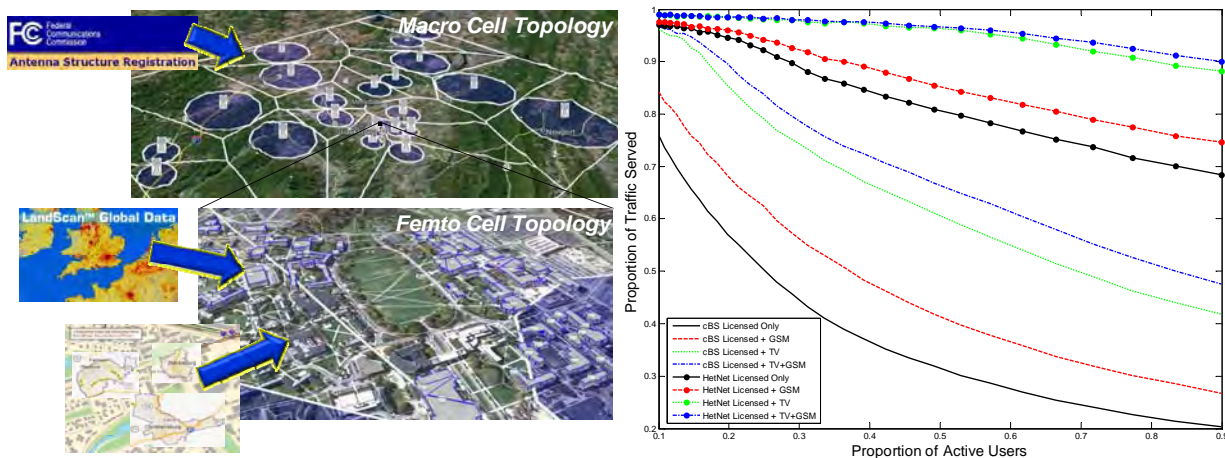 FCC
Federal
Communications
Commission
Antenna Structure Registration
Macro Cell Topology
Newport
LandScan™ Global Data
Femto Cell Topology
1
0.9
0.8
0.7
0.6
0.5
0.4
0.3
0.2
Proportion of Traffic Served
cBS Licensed Only
cBS Licensed + GSM
cBS Licensed + TV
cBS Licensed + TV+GSM
HetNet Licensed Only
HetNet Licensed + GSM
HetNet Licensed + TV
HetNet Licensed + TV+GSM
0.1 0.2 0.3 0.4 0.5 0.6 0.7 0.8 0.9
Proportion of Active Users